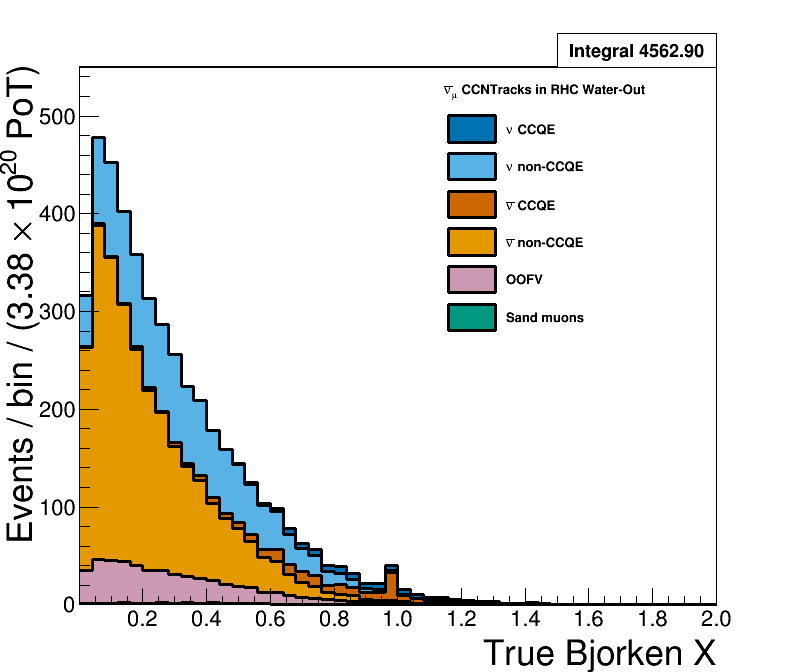 Integral 4562.90
ν̅μ CCNTracks in RHC Water-Out
ν CCQE
ν non-CCQE
ν̅ CCQE
ν̅ non-CCQE
OOFV
Sand muons
Events / bin / (3.38 × 10²⁰ PoT)
500
400
300
200
100
0
0.2 0.4 0.6 0.8 1.0 1.2 1.4 1.6 1.8 2.0
True Bjorken X